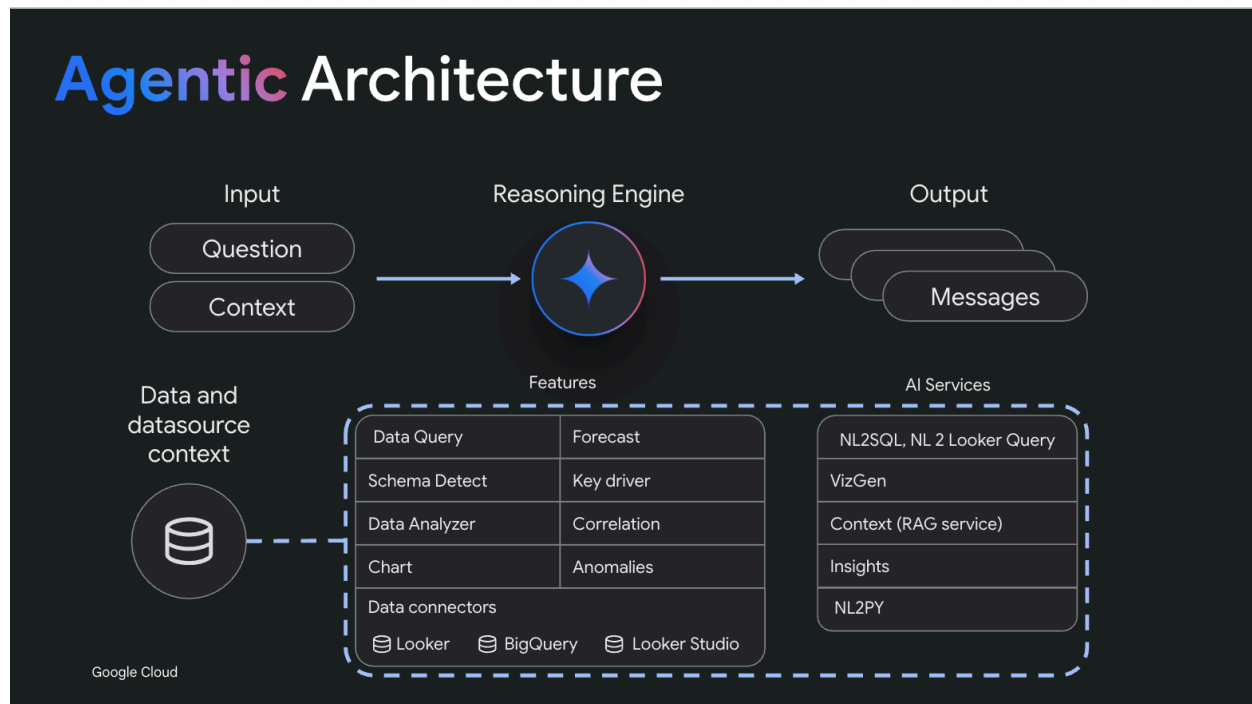 Agentic Architecture
Input
Reasoning Engine
Output
Question
Context
Messages
Data and
datasource
context
Features
AI Services
Data Query
Forecast
Schema Detect
Key driver
Data Analyzer
Correlation
Chart
Anomalies
Data connectors
Looker
BigQuery
Looker Studio
NL2SQL, NL 2 Looker Query
VizGen
Context (RAG service)
Insights
NL2PY
Google Cloud